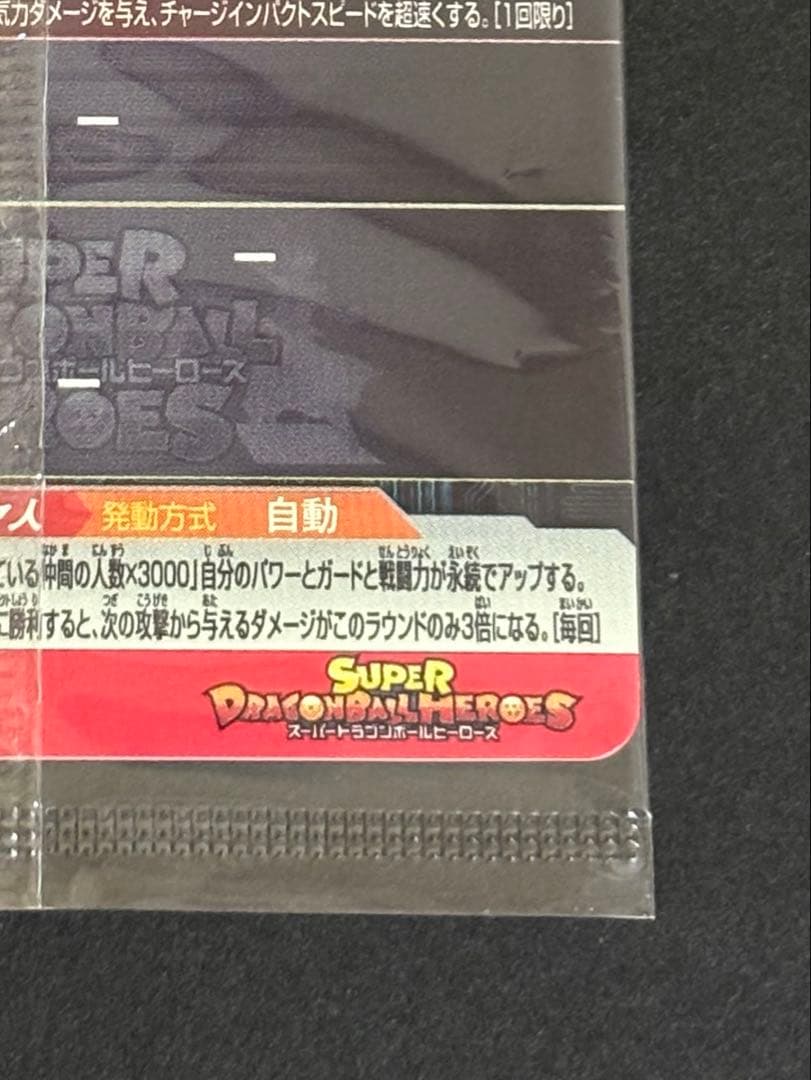 気力ダメージを与え、チャージインパクトスピードを超速くする。[1回限り]
ー
ー
SUPER
DRAGONBALL
ドラゴンボールヒーローズ
ー
HEROES
人 発動方式 自動
ている「仲間の人数×3000」自分のパワーとガードと戦闘力が永続でアップする。
に勝利すると、次の攻撃から与えるダメージがこのラウンドのみ3倍になる。[毎回]
SUPER
DRAGONBALL HEROES
スーパードラゴンボールヒーローズ